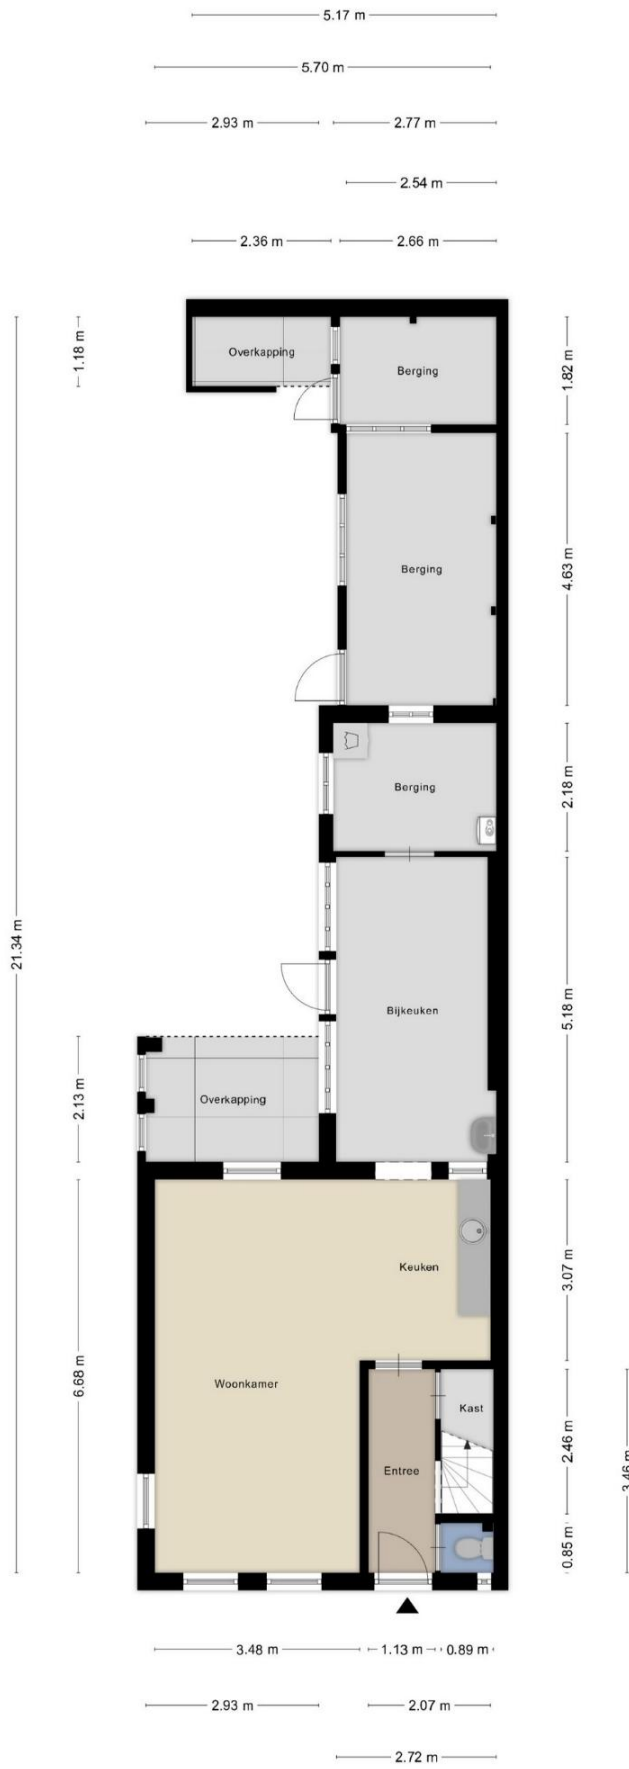 5.17 m
5.70 m
2.93 m
2.77 m
2.54 m
2.36 m
2.66 m
1.18 m
Overkapping
Berging
1.82 m
Berging
4.63 m
Berging
2.18 m
21.34 m
Bijkeuken
5.18 m
2.13 m
Overkapping
Keuken
3.07 m
6.68 m
Woonkamer
Kast
2.46 m
3.46 m
Entree
0.85 m
3.48 m
1.13 m
0.89 m
2.93 m
2.07 m
2.72 m